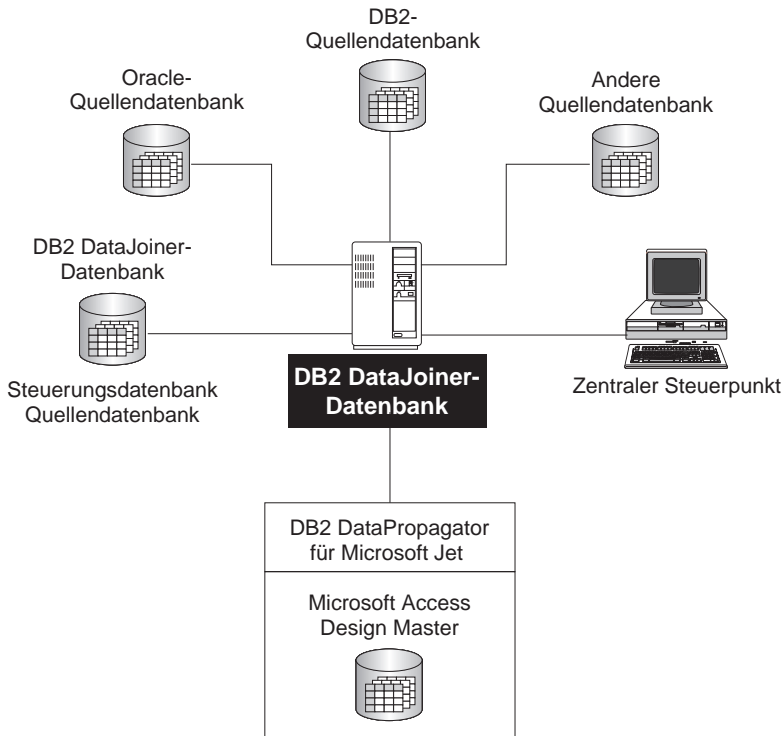 DB2-
Quellendatenbank
Oracle-
Quellendatenbank
Andere
Quellendatenbank
DB2 DataJoiner-
Datenbank
Steuerungsdatenbank
Quellendatenbank
DB2 DataJoiner-
Datenbank
Zentraler Steuerpunkt
DB2 DataPropagator
für Microsoft Jet
Microsoft Access
Design Master